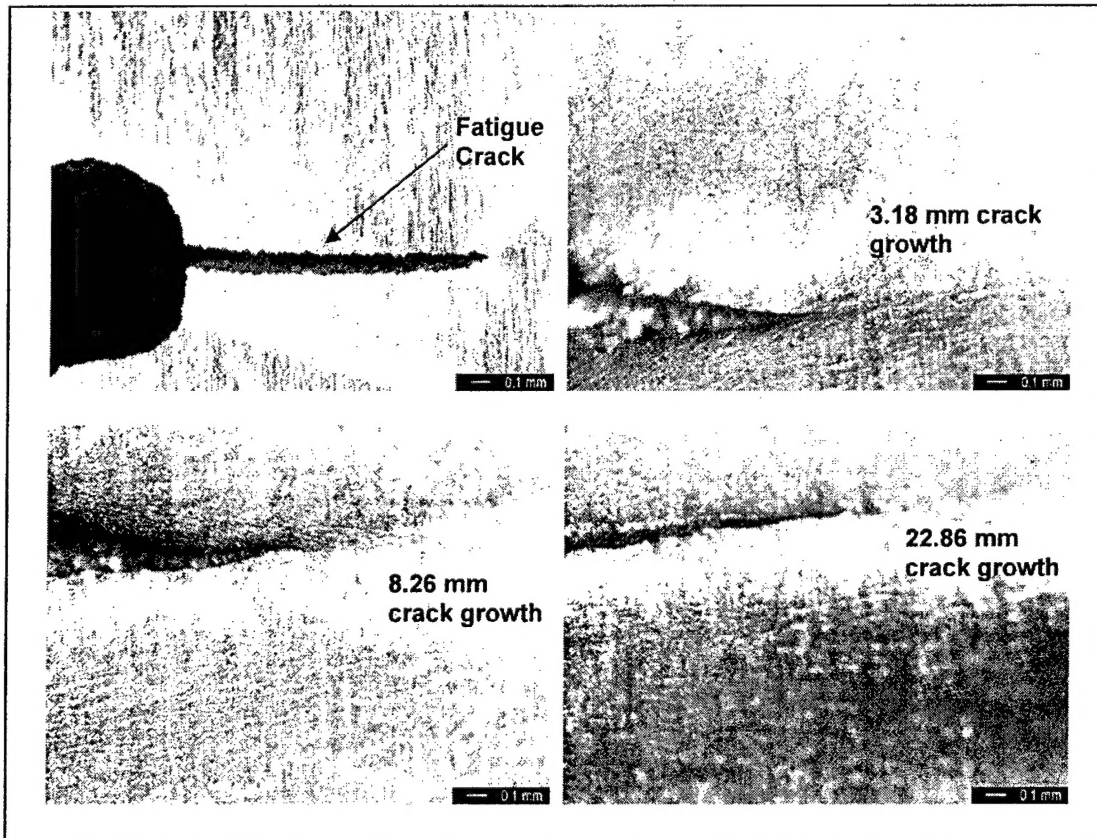 Fatigue
Crack
0.1 mm
3.18 mm crack
growth
0.1 mm
8.26 mm
crack growth
0.1 mm
22.86 mm
crack growth
0.1 mm